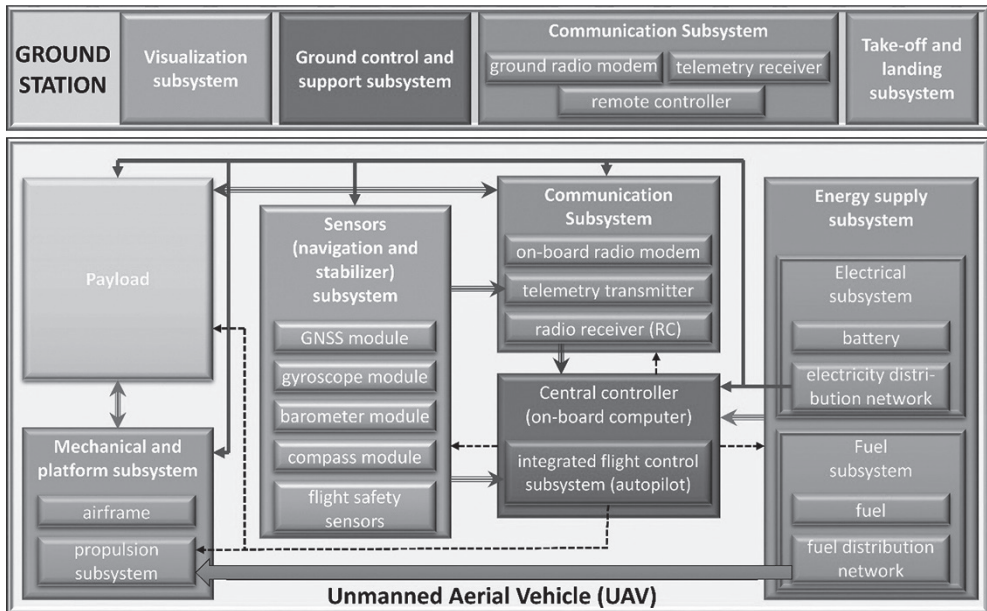 GROUND
STATION
Visualization
subsystem
Ground control and
support subsystem
Communication Subsystem
ground radio modem
telemetry receiver
remote controller
Take-off and
landing
subsystem
Payload
Mechanical and
platform subsystem
airframe
propulsion
subsystem
Sensors
(navigation and
stabilizer)
subsystem
GNSS module
gyroscope module
barometer module
compass module
flight safety
sensors
Communication
Subsystem
on-board radio modem
telemetry transmitter
radio receiver (RC)
Central controller
(on-board computer)
integrated flight control
subsystem (autopilot)
Energy supply
subsystem
Electrical
subsystem
battery
electricity distri-
bution network
Fuel
subsystem
fuel
fuel distribution
network
Unmanned Aerial Vehicle (UAV)